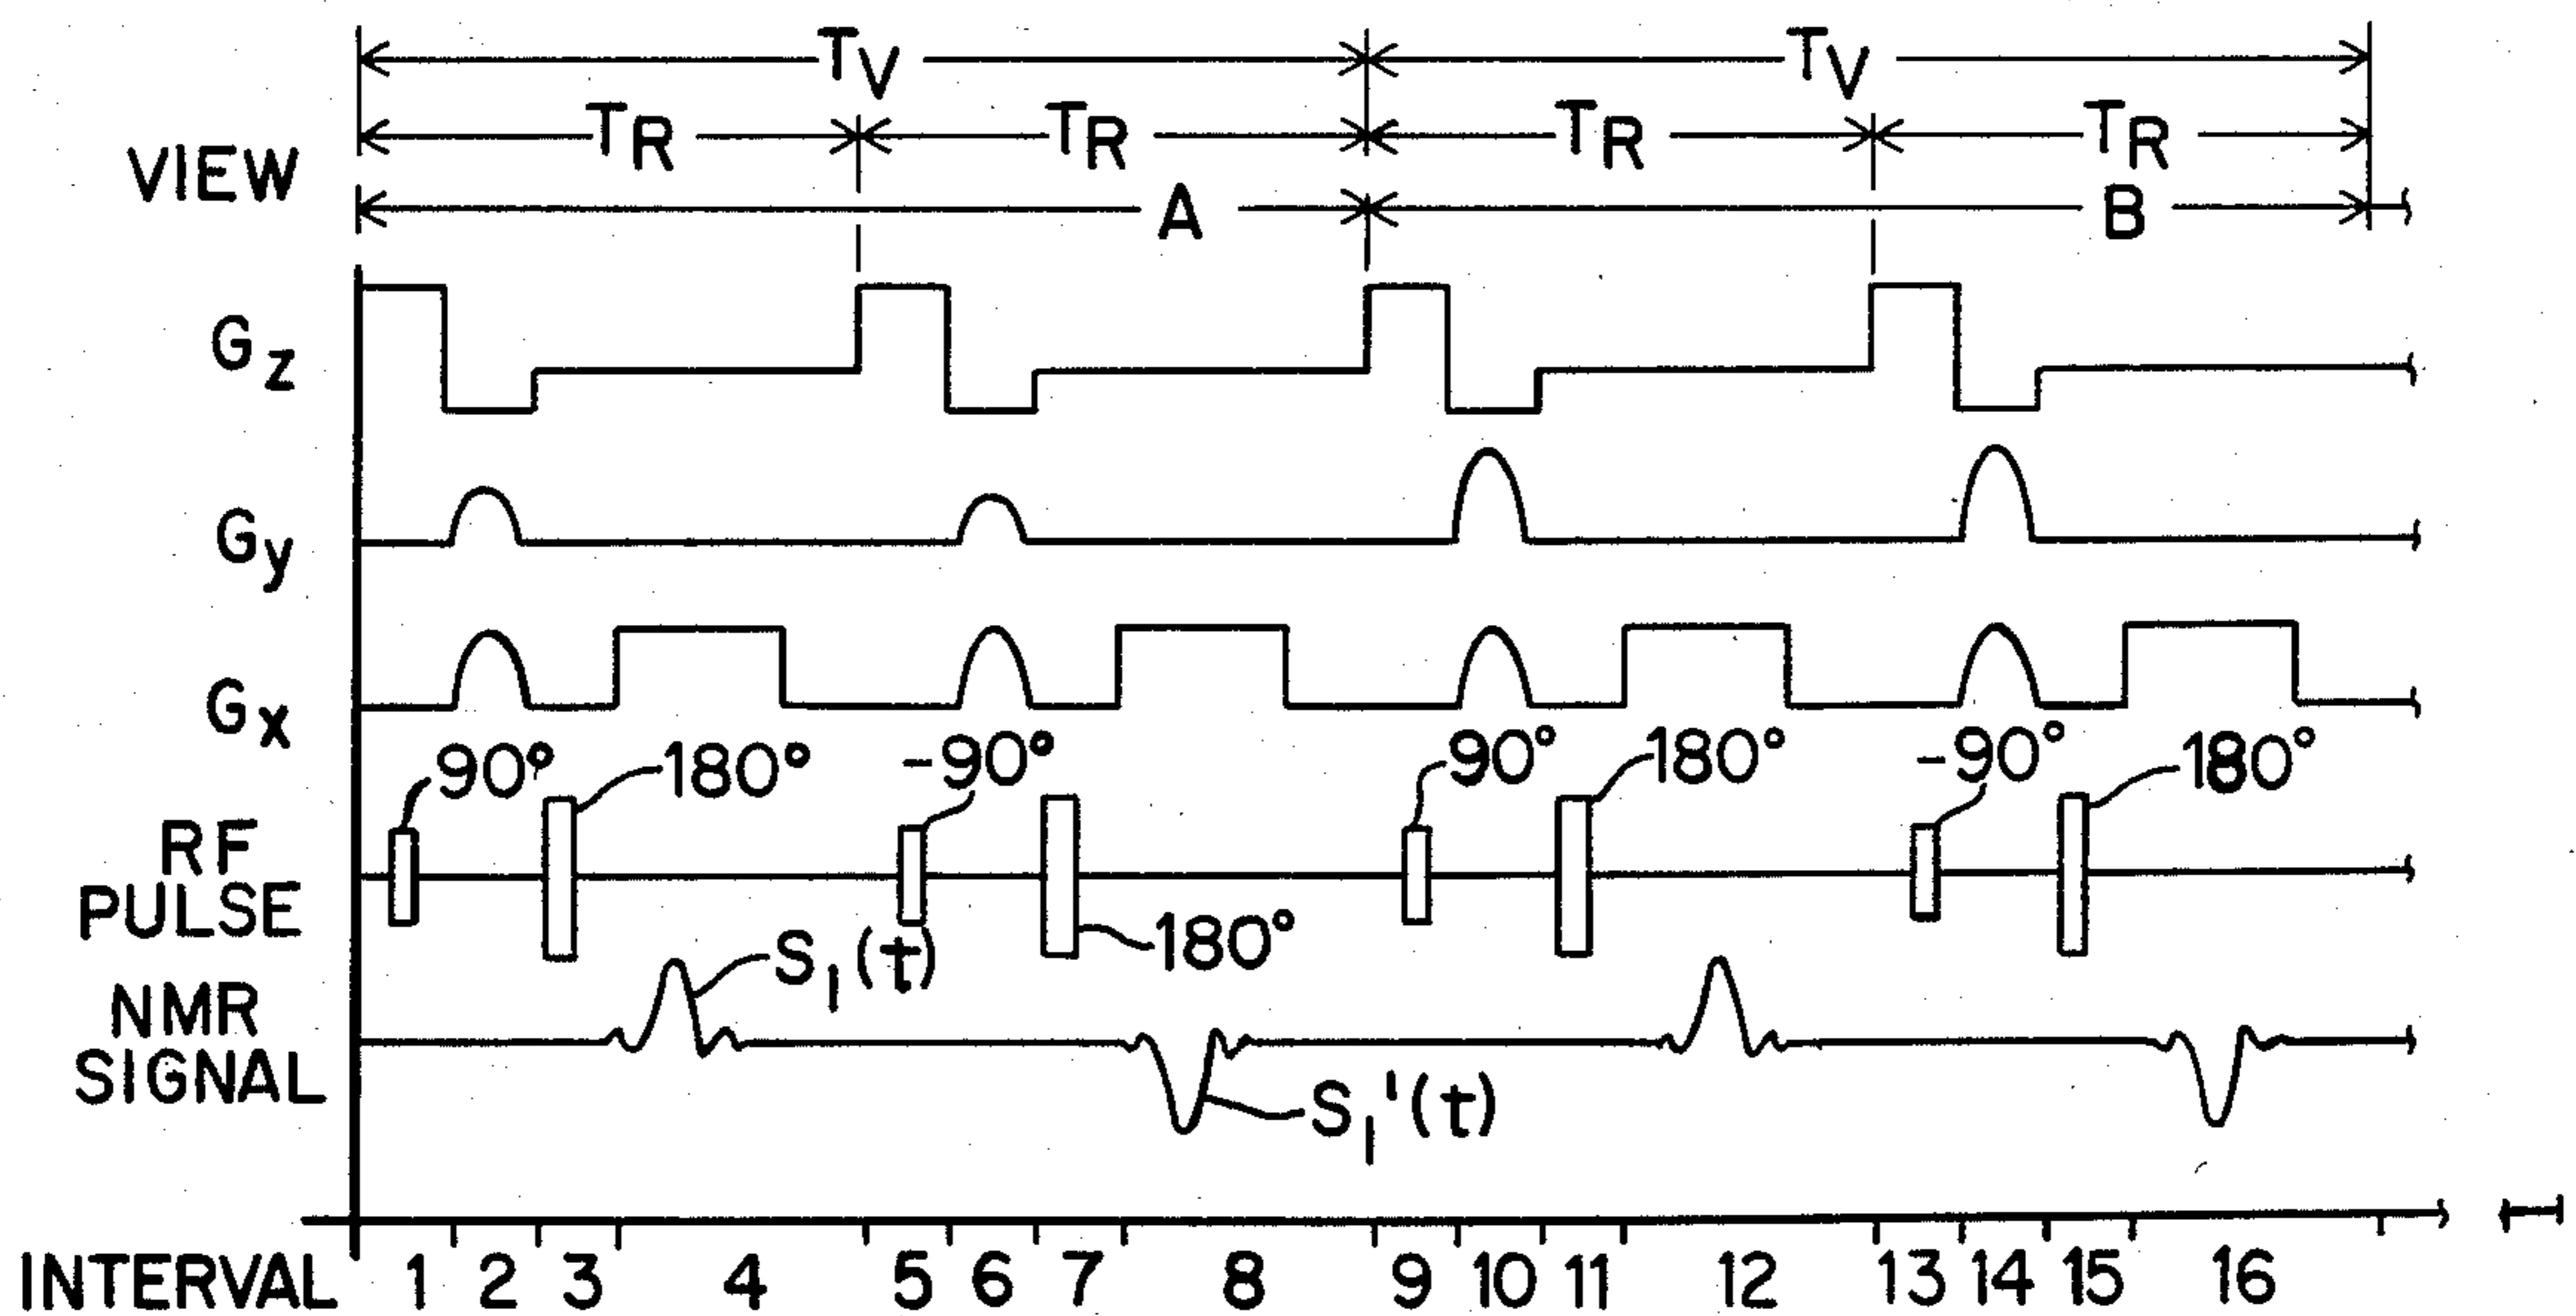 TV TV
TR TR TR TR
VIEW A B
Gz
Gy
Gx
90° 180° -90° 180° 90° 180° -90° 180°
RF
PULSE
S1(t)
NMR
SIGNAL
S1'(t)
INTERVAL 1 2 3 4 5 6 7 8 9 10 11 12 13 14 15 16